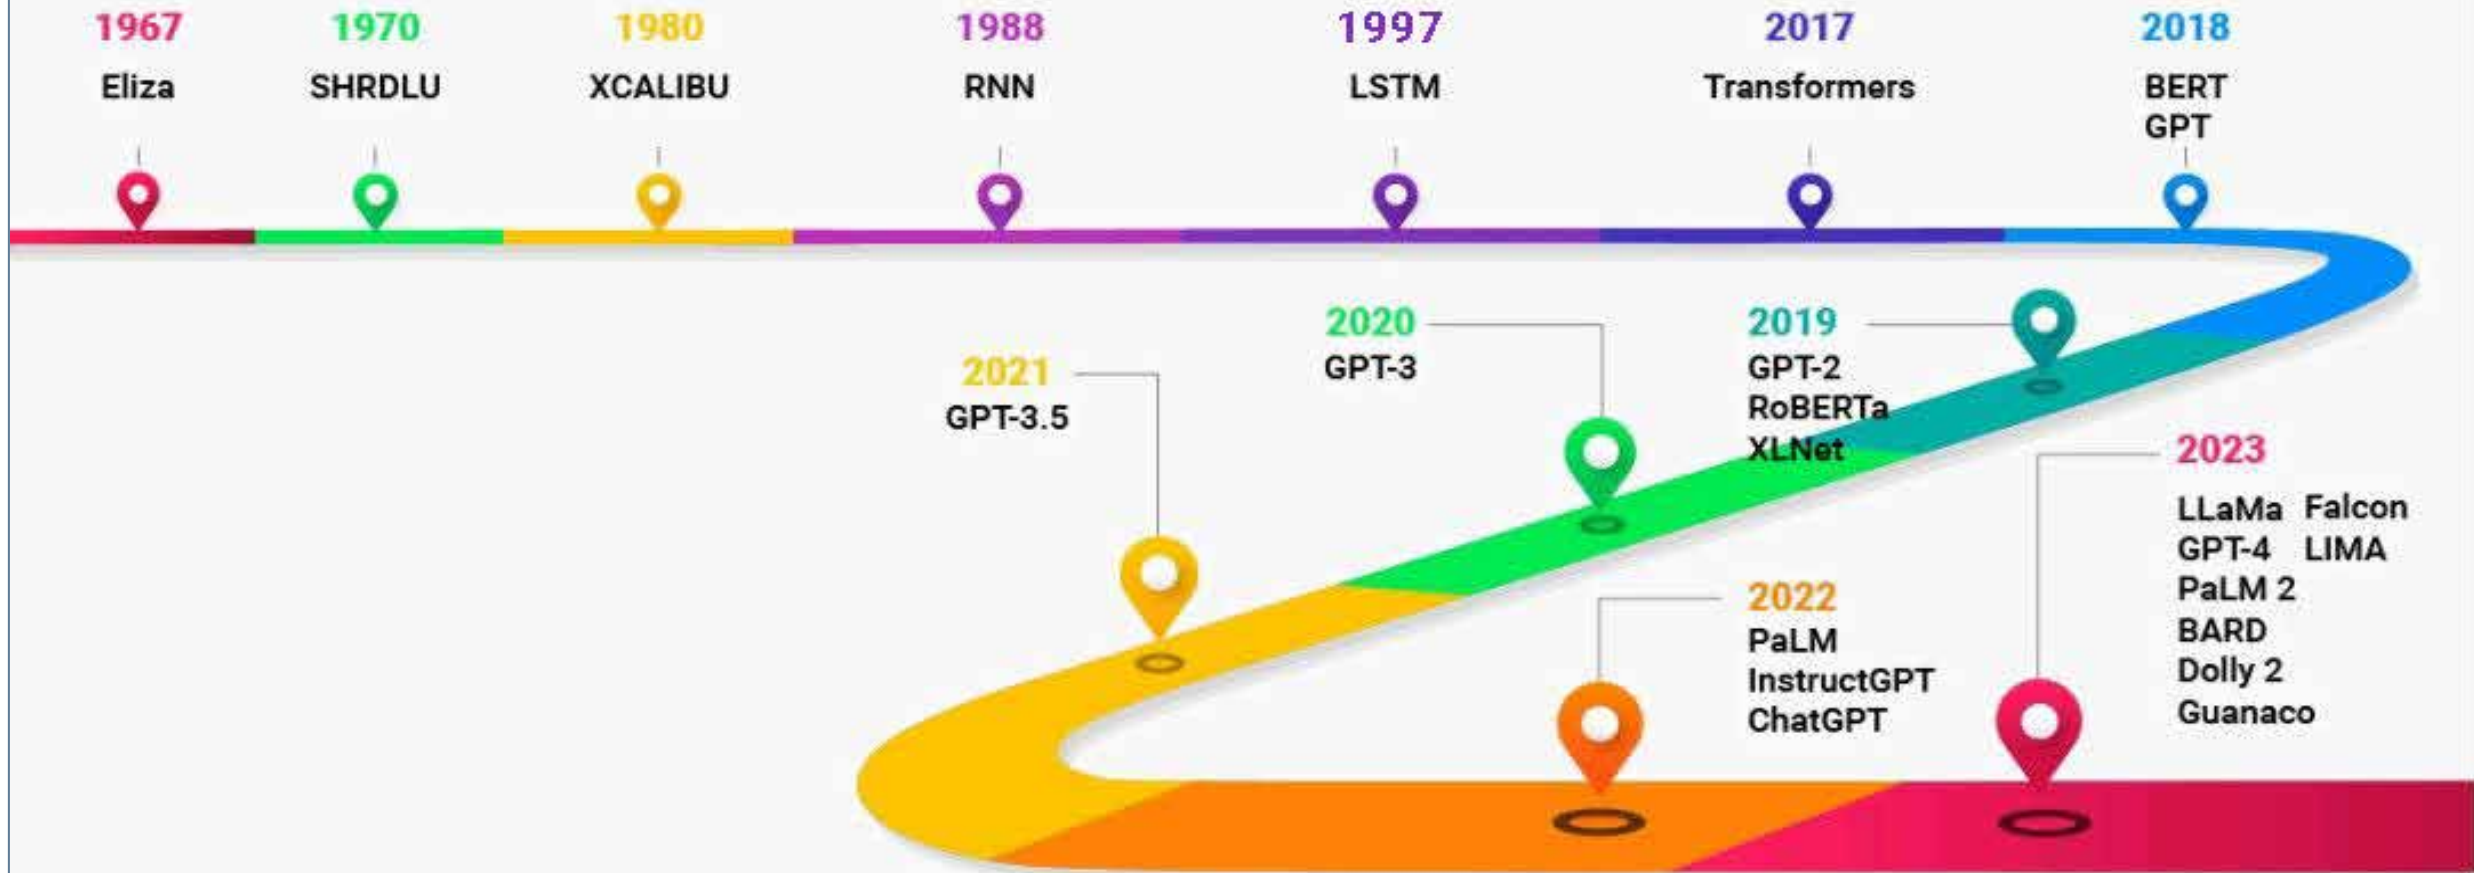 1967
Eliza
1970
SHRDLU
1980
XCALIBU
1988
RNN
1997
LSTM
2017
Transformers
2018
BERT
GPT
2019
GPT-2
RoBERTa
XLNet
2020
GPT-3
2021
GPT-3.5
2022
PaLM
InstructGPT
ChatGPT
2023
LLaMa Falcon
GPT-4 LIMA
PaLM 2
BARD
Dolly 2
Guanaco